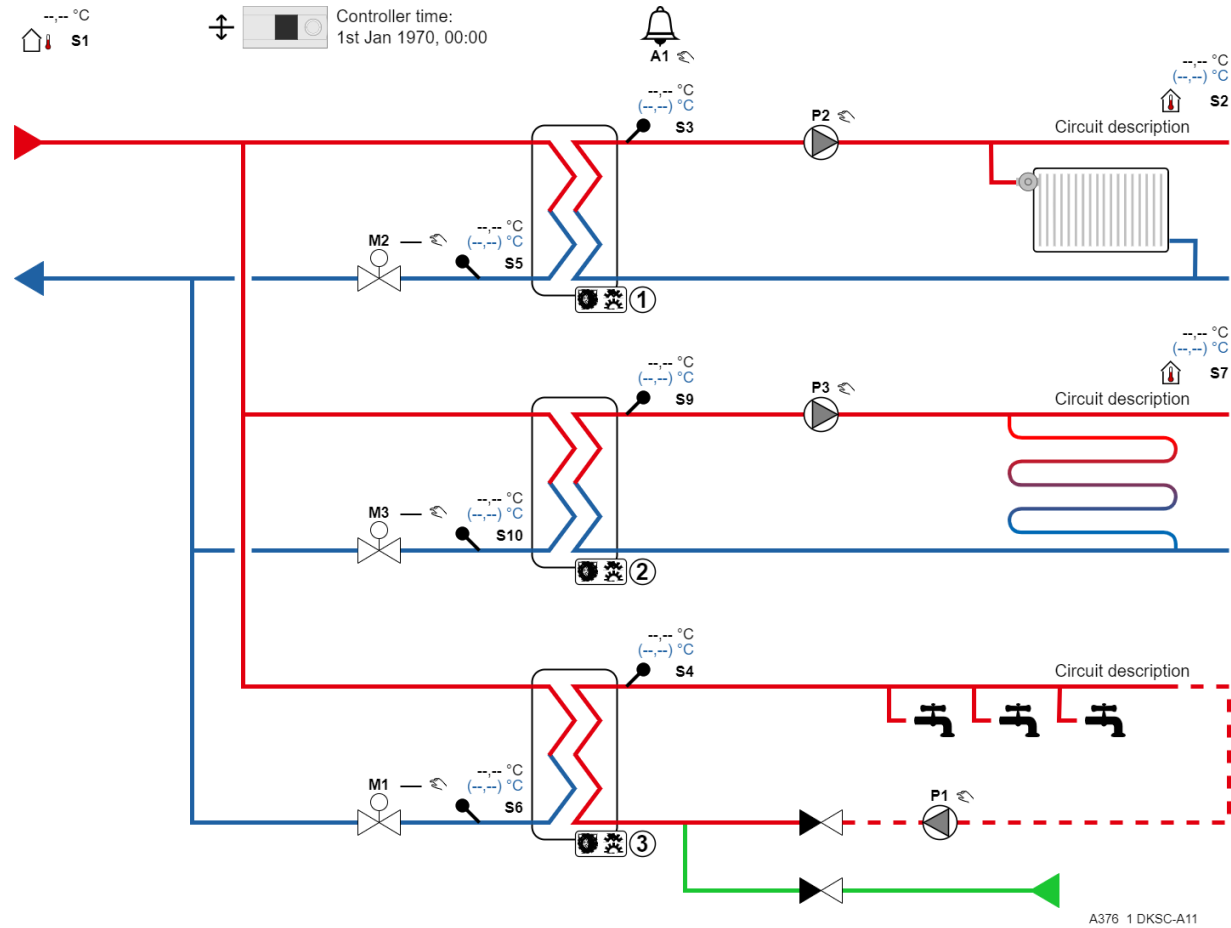 --,-- °C
S1
Controller time:
1st Jan 1970, 00:00
A1
--,-- °C
(--,--) °C
S3
P2
--,-- °C
(--,--) °C
S2
Circuit description
M2
--,-- °C
(--,--) °C
S5
1
--,-- °C
(--,--) °C
S9
P3
--,-- °C
(--,--) °C
S7
Circuit description
M3
--,-- °C
(--,--) °C
S10
2
--,-- °C
(--,--) °C
S4
Circuit description
M1
--,-- °C
(--,--) °C
S6
P1
3
A376 1 DKSC-A11